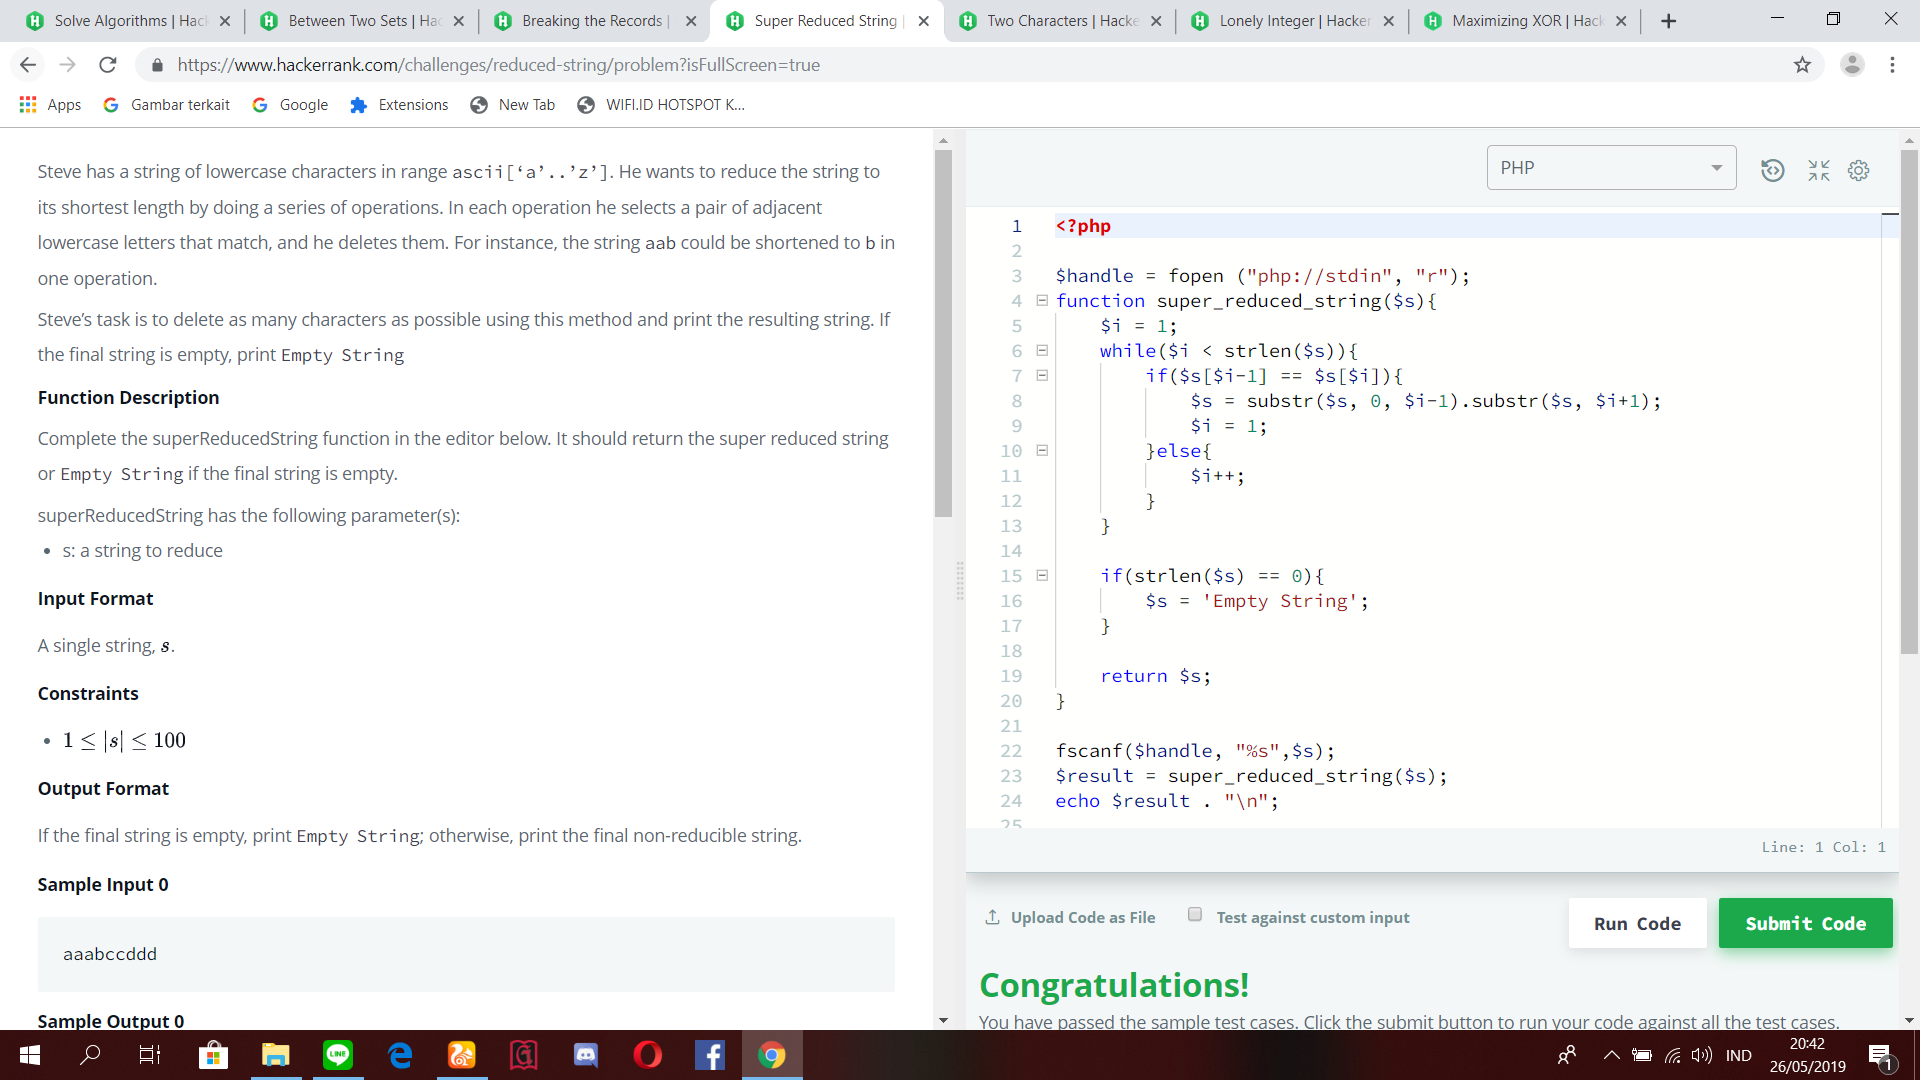 Solve Algorithms | Hac
Between Two Sets | Hac
Breaking the Records |
Super Reduced String |
Two Characters | Hacke
Lonely Integer | Hacker
Maximizing XOR | Hack
https://www.hackerrank.com/challenges/reduced-string/problem?isFullScreen=true
Apps
Gambar terkait
Google
Extensions
New Tab
WIFI.ID HOTSPOT K...
Steve has a string of lowercase characters in range ascii[‘a’..’z’]. He wants to reduce the string to
its shortest length by doing a series of operations. In each operation he selects a pair of adjacent
lowercase letters that match, and he deletes them. For instance, the string aab could be shortened to b in
one operation.
Steve’s task is to delete as many characters as possible using this method and print the resulting string. If
the final string is empty, print Empty String
Function Description
Complete the superReducedString function in the editor below. It should return the super reduced string
or Empty String if the final string is empty.
superReducedString has the following parameter(s):
• s: a string to reduce
Input Format
A single string, s.
Constraints
• 1 ≤ |s| ≤ 100
Output Format
If the final string is empty, print Empty String; otherwise, print the final non-reducible string.
Sample Input 0
aaabccddd
Sample Output 0
PHP
1 <?php
2
3 $handle = fopen ("php://stdin", "r");
4 function super_reduced_string($s){
5 $i = 1;
6 while($i < strlen($s)){
7 if($s[$i-1] == $s[$i]){
8 $s = substr($s, 0, $i-1).substr($s, $i+1);
9 $i = 1;
10 }else{
11 $i++;
12 }
13 }
14
15 if(strlen($s) == 0){
16 $s = 'Empty String';
17 }
18
19 return $s;
20 }
21
22 fscanf($handle, "%s",$s);
23 $result = super_reduced_string($s);
24 echo $result . "\n";
25
Line: 1 Col: 1
Upload Code as File
Test against custom input
Run Code
Submit Code
Congratulations!
You have passed the sample test cases. Click the submit button to run your code against all the test cases.
LINE
IND
20:42
26/05/2019
1